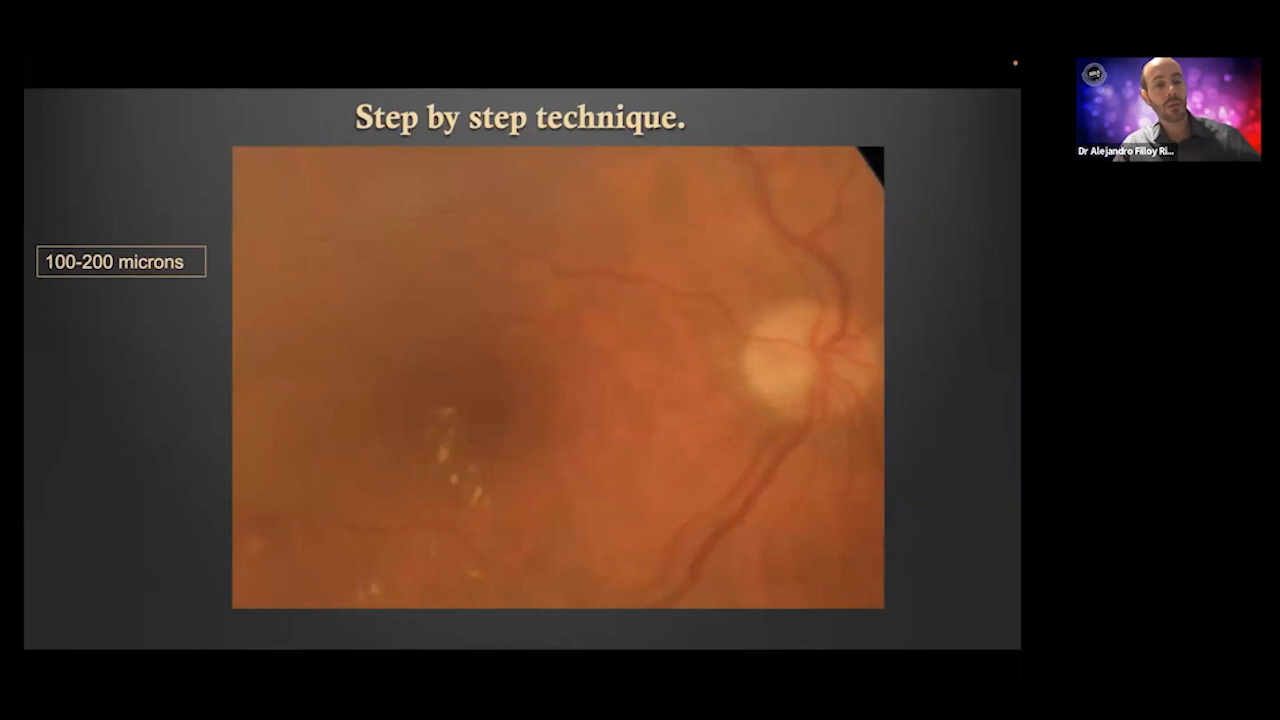 Step by step technique.
100-200 microns
Dr Alejandro Filloy Ri...